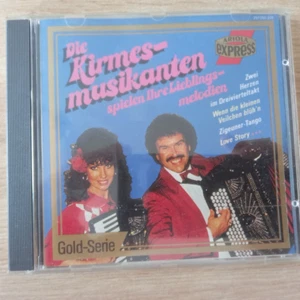 Die
Kirmes-
musikanten
spielen Ihre Lieblings-
melodien
ARIOLA
express
Zwei
Herzen
im Dreivierteltakt
Wenn die kleinen
Veilchen blüh'n
Zigeuner-Tango
Love Story...
Gold-Serie